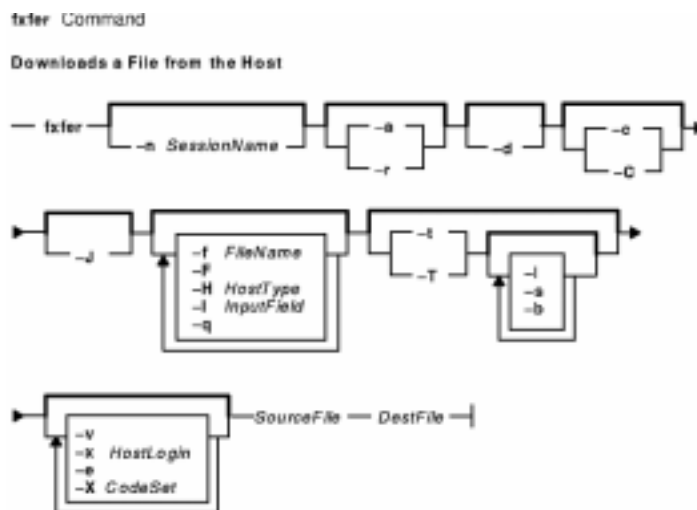 fxfer Command
Downloads a File from the Host
fxfer
-n SessionName
-a
-r
-d
-c
-C
-J
-f FileName
-F
-H HostType
-I InputField
-q
-t
-T
-l
-s
-b
-v
-x HostLogin
-e
-X CodeSet
SourceFile DestFile